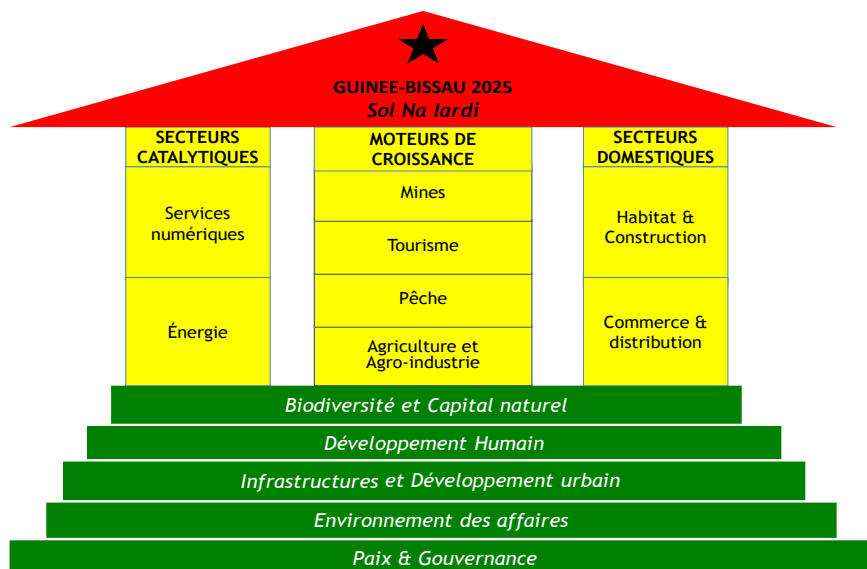 GUINEE-BISSAU 2025
Sol Na Iardi
SECTEURS
CATALYTIQUES
Services
numériques
Énergie
MOTEURS DE
CROISSANCE
Mines
Tourisme
Pêche
Agriculture et
Agro-industrie
SECTEURS
DOMESTIQUES
Habitat &
Construction
Commerce &
distribution
Biodiversité et Capital naturel
Développement Humain
Infrastructures et Développement urbain
Environnement des affaires
Paix & Gouvernance